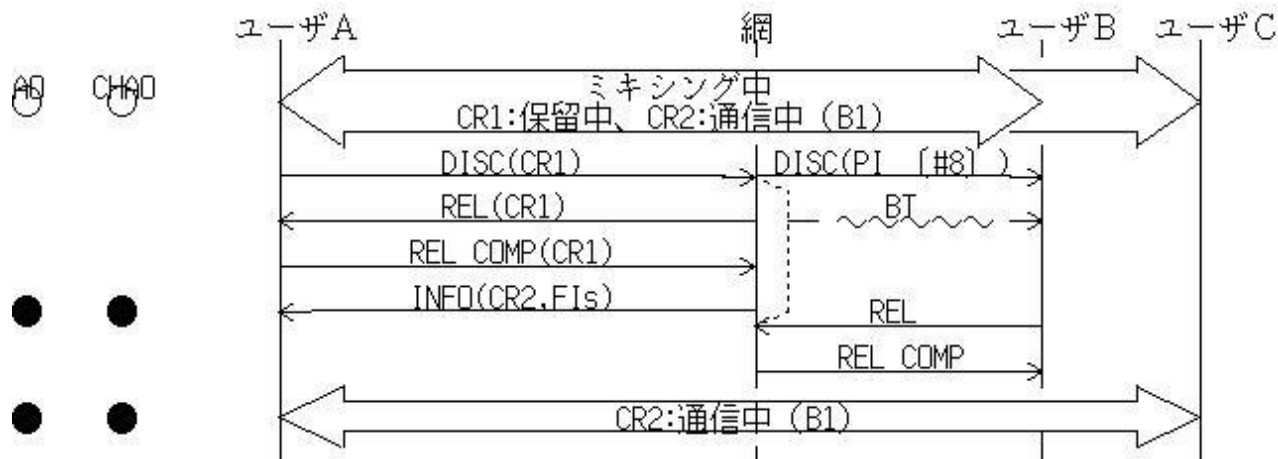 ユーザA 網 ユーザB ユーザC
AO CHAO
ミキシング中
CR1:保留中、CR2:通信中 (B1)
DISC(CR1) DISC(PI [#8] )
REL(CR1) BT
REL COMP(CR1)
INFO(CR2,FIs) REL
REL COMP
CR2:通信中 (B1)